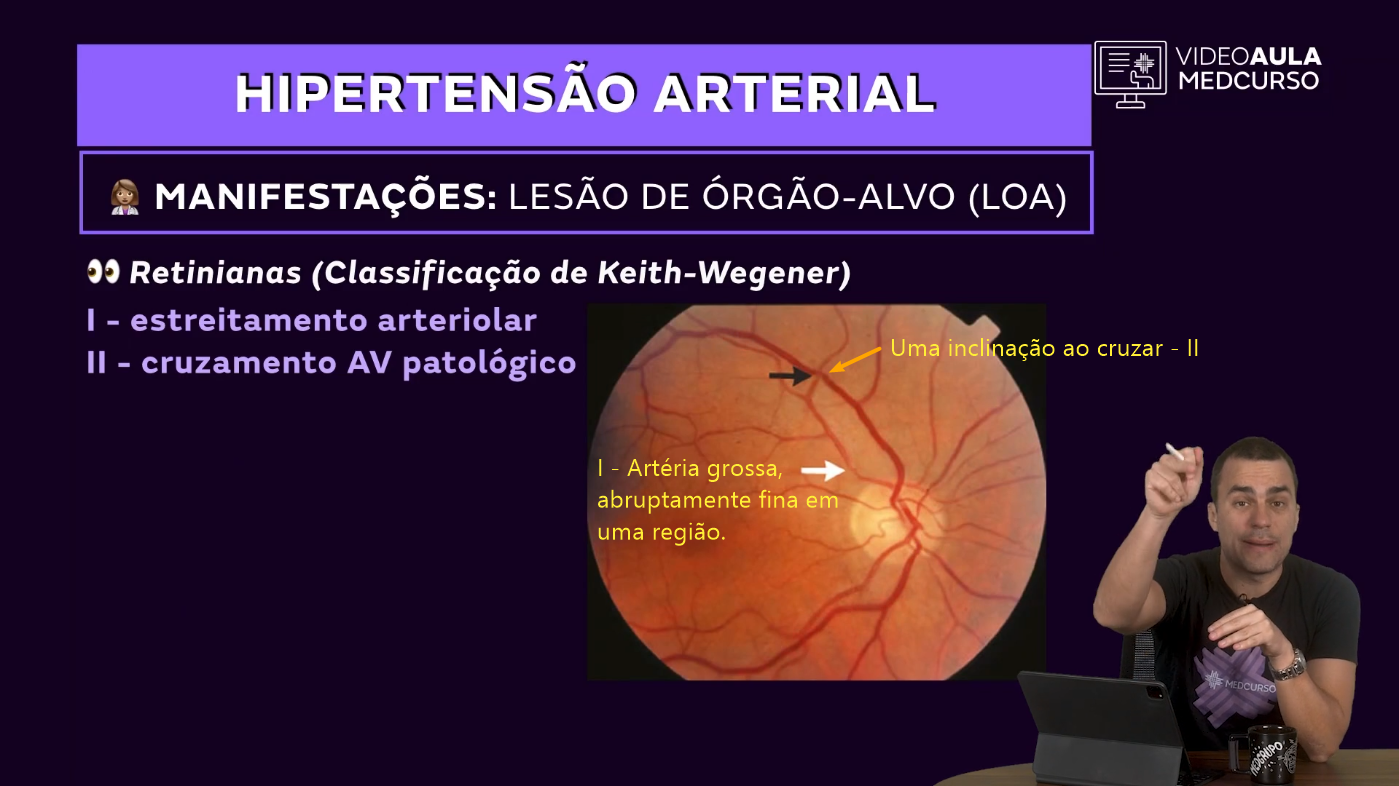 HIPERTENSÃO ARTERIAL
VIDEOAULA
MEDCURSO
MANIFESTAÇÕES: LESÃO DE ÓRGÃO-ALVO (LOA)
Retinianas (Classificação de Keith-Wegener)
I - estreitamento arteriolar
II - cruzamento AV patológico
Uma inclinação ao cruzar - II
I - Artéria grossa,
abruptamente fina em
uma região.
MEDCURSO
MEDGRUPO